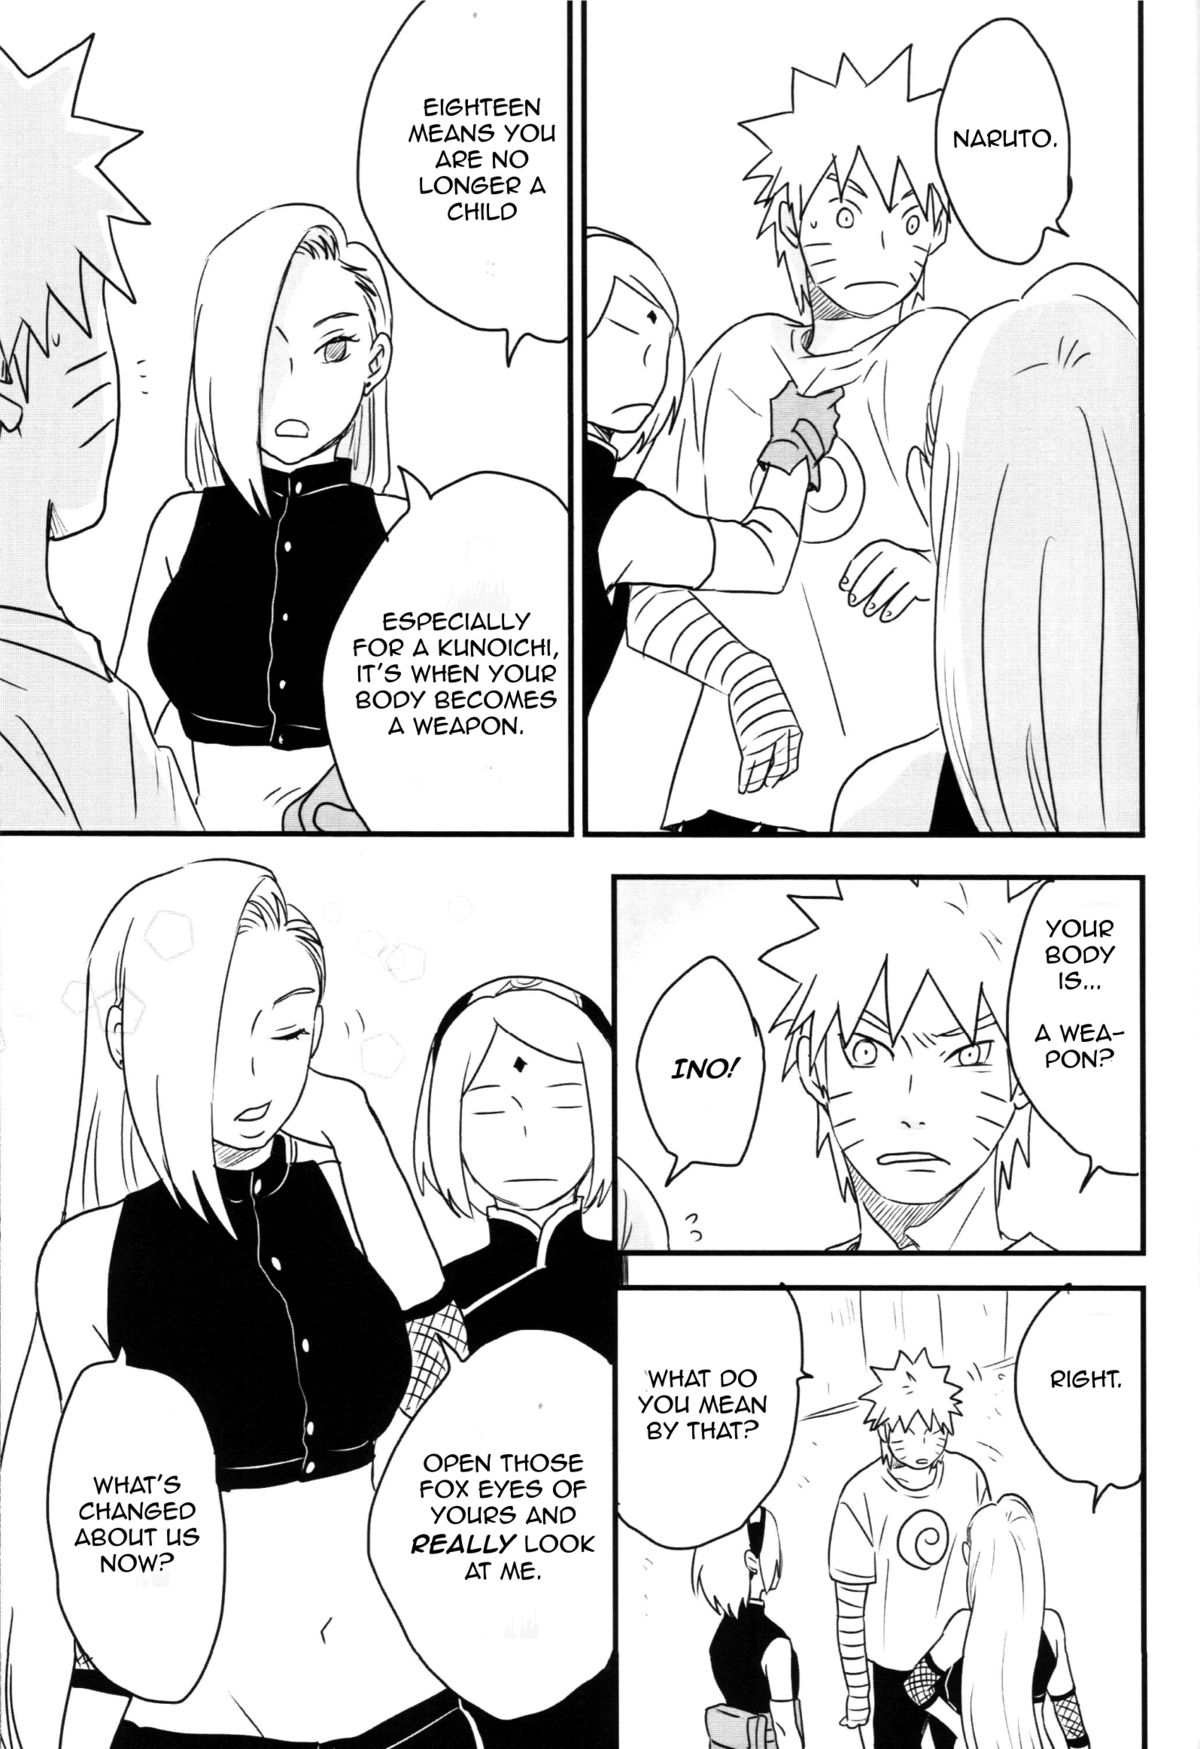 NARUTO.
EIGHTEEN
MEANS YOU
ARE NO
LONGER A
CHILD
ESPECIALLY
FOR A KUNOICHI,
IT'S WHEN YOUR
BODY BECOMES
A WEAPON.
YOUR
BODY
IS...
A WEA-
PON?
INO!
RIGHT.
WHAT DO
YOU MEAN
BY THAT?
OPEN THOSE
FOX EYES OF
YOURS AND
REALLY LOOK
AT ME.
WHAT'S
CHANGED
ABOUT US
NOW?